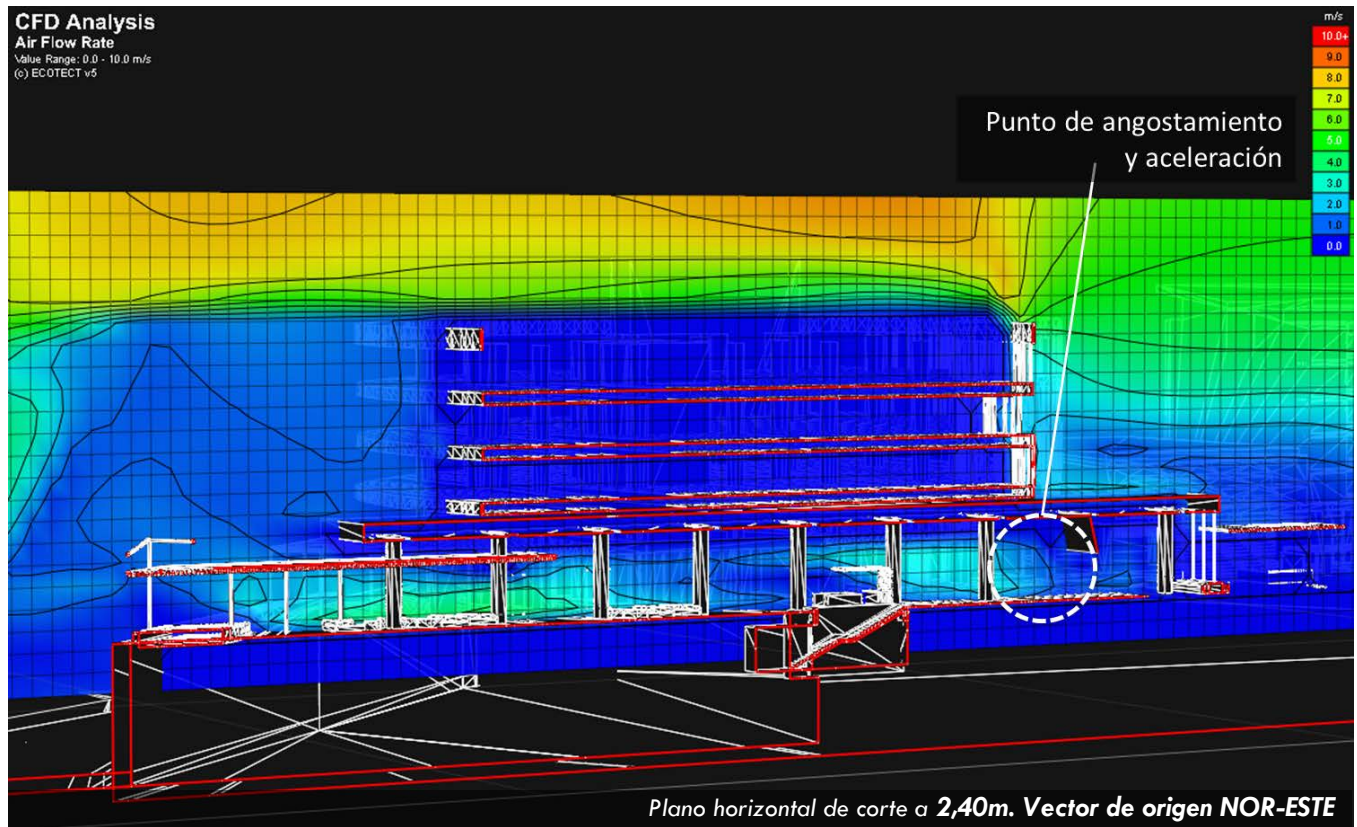 CFD Analysis
Air Flow Rate
Value Range: 0.0 - 10.0 m/s
(c) ECOTECT v5
m/s
10.0+
9.0
8.0
7.0
6.0
5.0
4.0
3.0
2.0
1.0
0.0
Punto de angostamiento
y aceleración
Plano horizontal de corte a 2,40m. Vector de origen NOR-ESTE